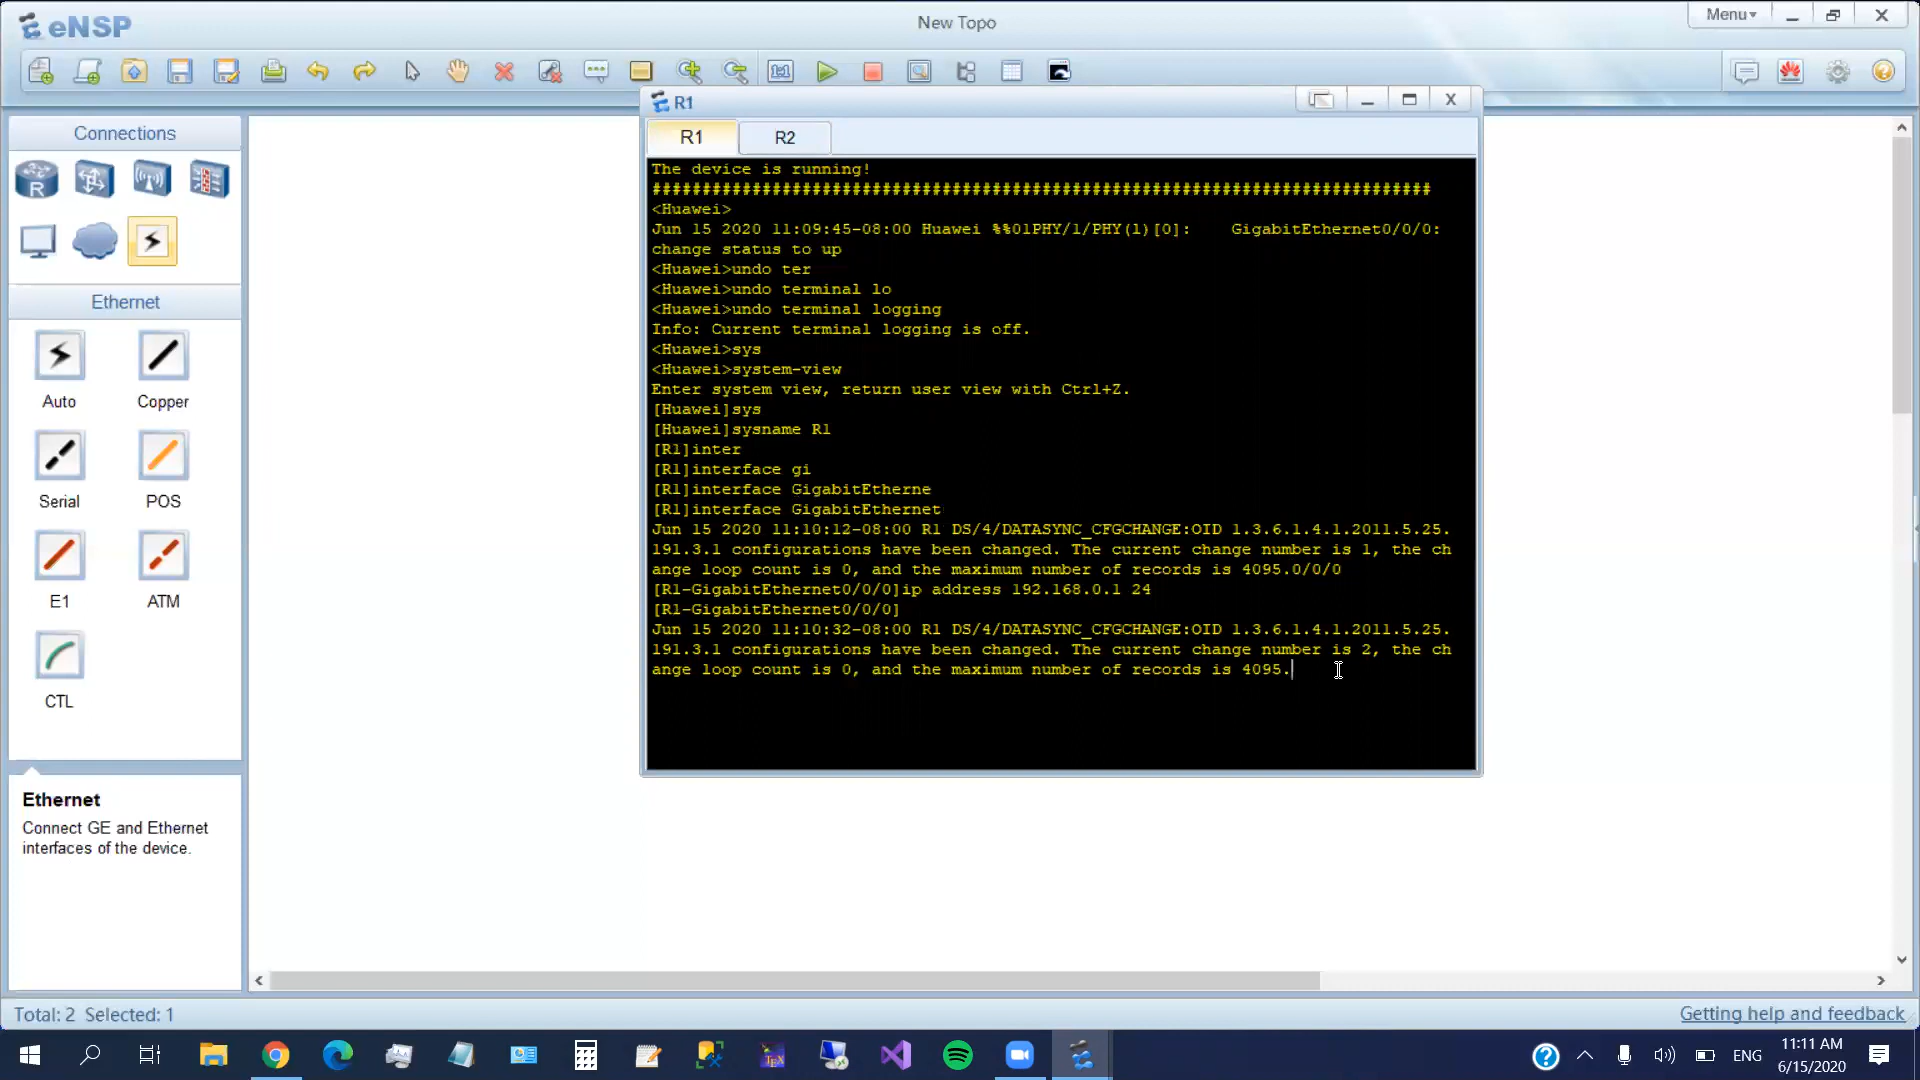 eNSP
New Topo
Menu
R1
R1
R2
Connections
R
Ethernet
Auto
Copper
Serial
POS
E1
ATM
CTL
Ethernet
Connect GE and Ethernet
interfaces of the device.
The device is running!
##############################################################################
<Huawei>
Jun 15 2020 11:09:45-08:00 Huawei %%01PHY/1/PHY(l)[0]:    GigabitEthernet0/0/0:
change status to up
<Huawei>undo ter
<Huawei>undo terminal lo
<Huawei>undo terminal logging
Info: Current terminal logging is off.
<Huawei>sys
<Huawei>system-view
Enter system view, return user view with Ctrl+Z.
[Huawei]sys
[Huawei]sysname R1
[R1]inter
[R1]interface gi
[R1]interface GigabitEtherne
[R1]interface GigabitEthernet
Jun 15 2020 11:10:12-08:00 R1 DS/4/DATASYNC_CFGCHANGE:OID 1.3.6.1.4.1.2011.5.25.
191.3.1 configurations have been changed. The current change number is 1, the ch
ange loop count is 0, and the maximum number of records is 4095.0/0/0
[R1-GigabitEthernet0/0/0]ip address 192.168.0.1 24
[R1-GigabitEthernet0/0/0]
Jun 15 2020 11:10:32-08:00 R1 DS/4/DATASYNC_CFGCHANGE:OID 1.3.6.1.4.1.2011.5.25.
191.3.1 configurations have been changed. The current change number is 2, the ch
ange loop count is 0, and the maximum number of records is 4095.
Total: 2 Selected: 1
Getting help and feedback
ENG
11:11 AM
6/15/2020